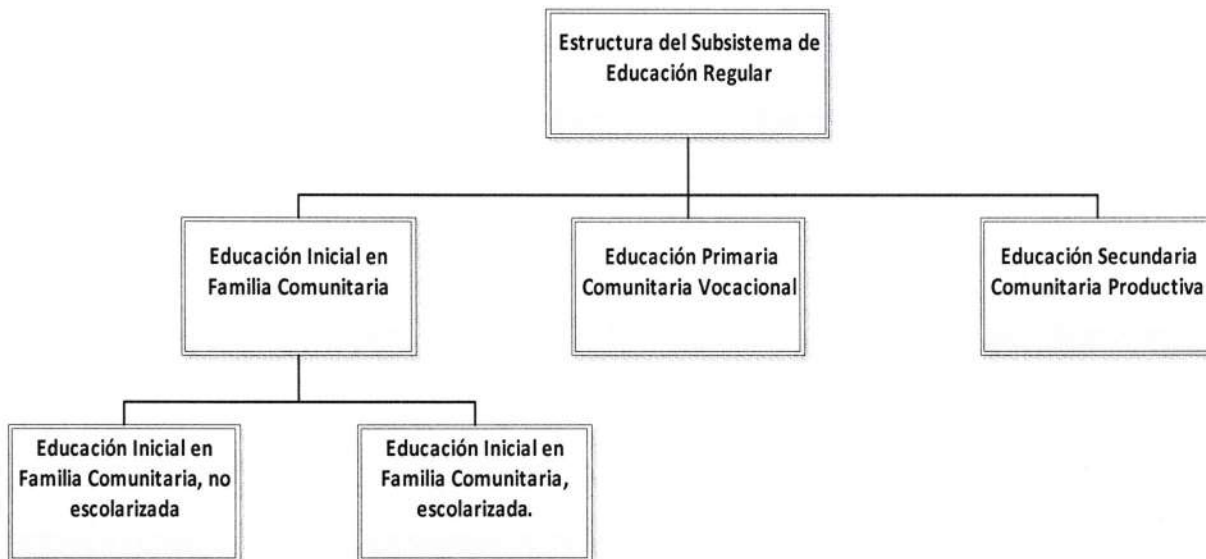 Estructura del Subsistema de
Educación Regular
Educación Inicial en
Familia Comunitaria
Educación Primaria
Comunitaria Vocacional
Educación Secundaria
Comunitaria Productiva
Educación Inicial en
Familia Comunitaria, no
escolarizada
Educación Inicial en
Familia Comunitaria,
escolarizada.